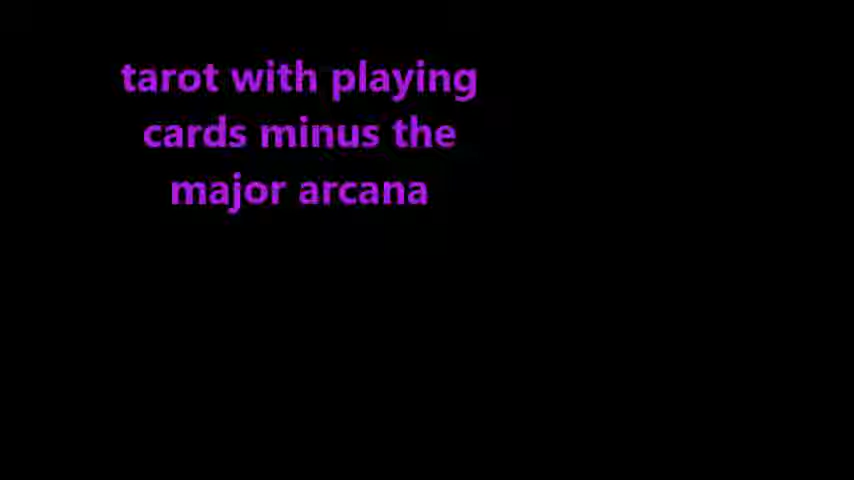 tarot with playing
cards minus the
major arcana